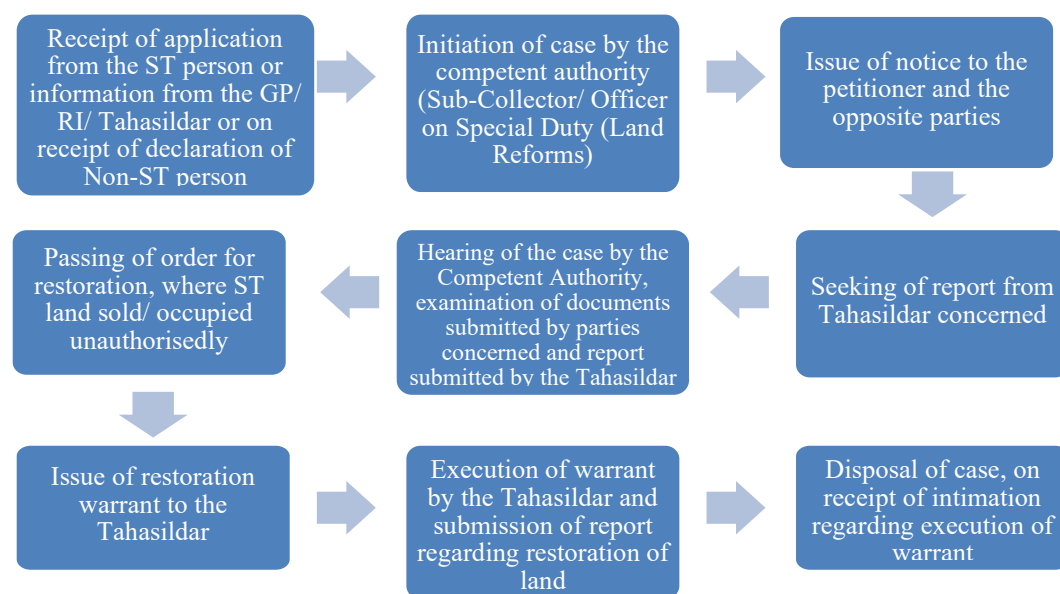 Receipt of application
from the ST person or
information from the GP/
RI/ Tahasildar or on
receipt of declaration of
Non-ST person
Initiation of case by the
competent authority
(Sub-Collector/ Officer
on Special Duty (Land
Reforms)
Issue of notice to the
petitioner and the
opposite parties
Seeking of report from
Tahasildar concerned
Hearing of the case by the
Competent Authority,
examination of documents
submitted by parties
concerned and report
submitted by the Tahasildar
Passing of order for
restoration, where ST
land sold/ occupied
unauthorisedly
Issue of restoration
warrant to the
Tahasildar
Execution of warrant
by the Tahasildar and
submission of report
regarding restoration of
land
Disposal of case, on
receipt of intimation
regarding execution of
warrant